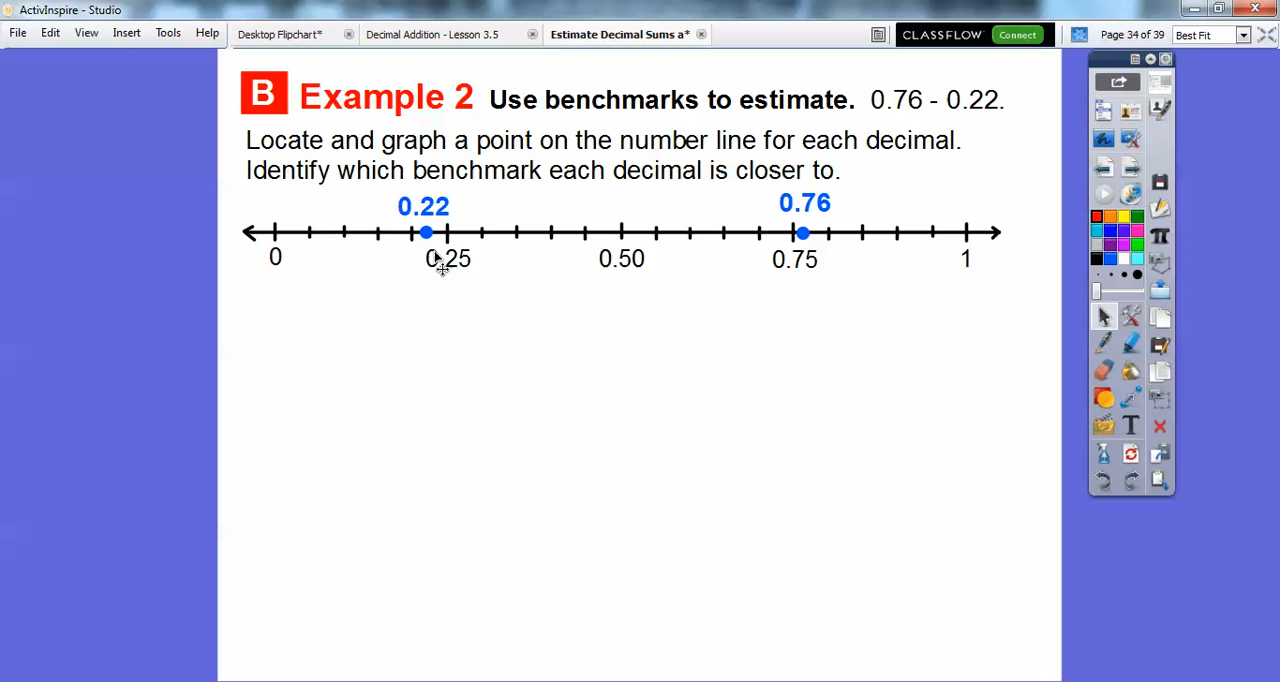 ActivInspire - Studio
File Edit View Insert Tools Help
Desktop Flipchart* Decimal Addition - Lesson 3.5 Estimate Decimal Sums a*
CLASSFLOW Connect
Page 34 of 39 Best Fit
B Example 2 Use benchmarks to estimate. 0.76 - 0.22.
Locate and graph a point on the number line for each decimal.
Identify which benchmark each decimal is closer to.
0.22 0.76
0 0.25 0.50 0.75 1